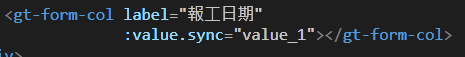 <gt-form-col label="報工日期"
:value.sync="value_1"></gt-form-col>